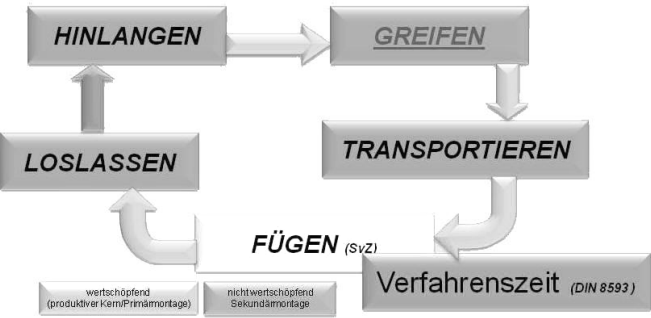 HINLANGEN
GREIFEN
LOSLASSEN
TRANSPORTIEREN
FÜGEN (SvZ)
Verfahrenszeit (DIN 8593)
wertschöpfend
(produktiver Kern/Primärmontage)
nichtwertschöpfend
Sekundärmontage